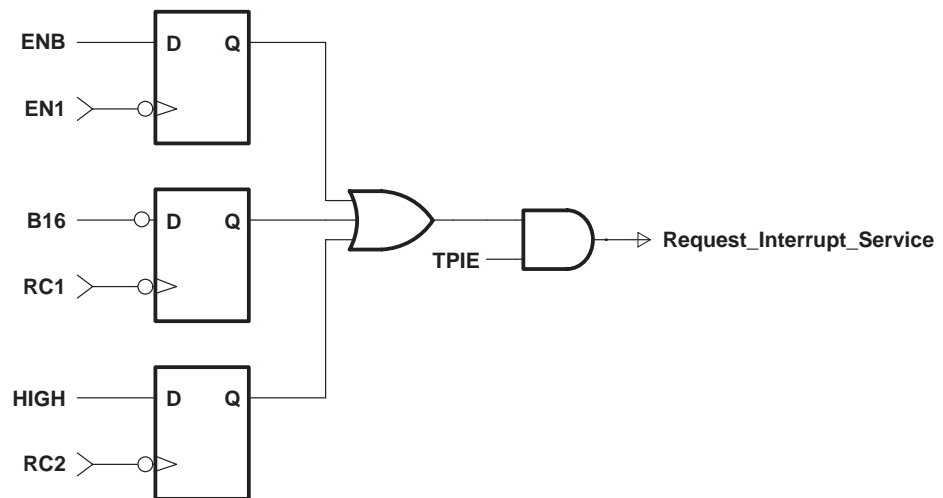 ENB
D Q
EN1
B16
D Q
RC1
TPIE
Request_Interrupt_Service
HIGH
D Q
RC2